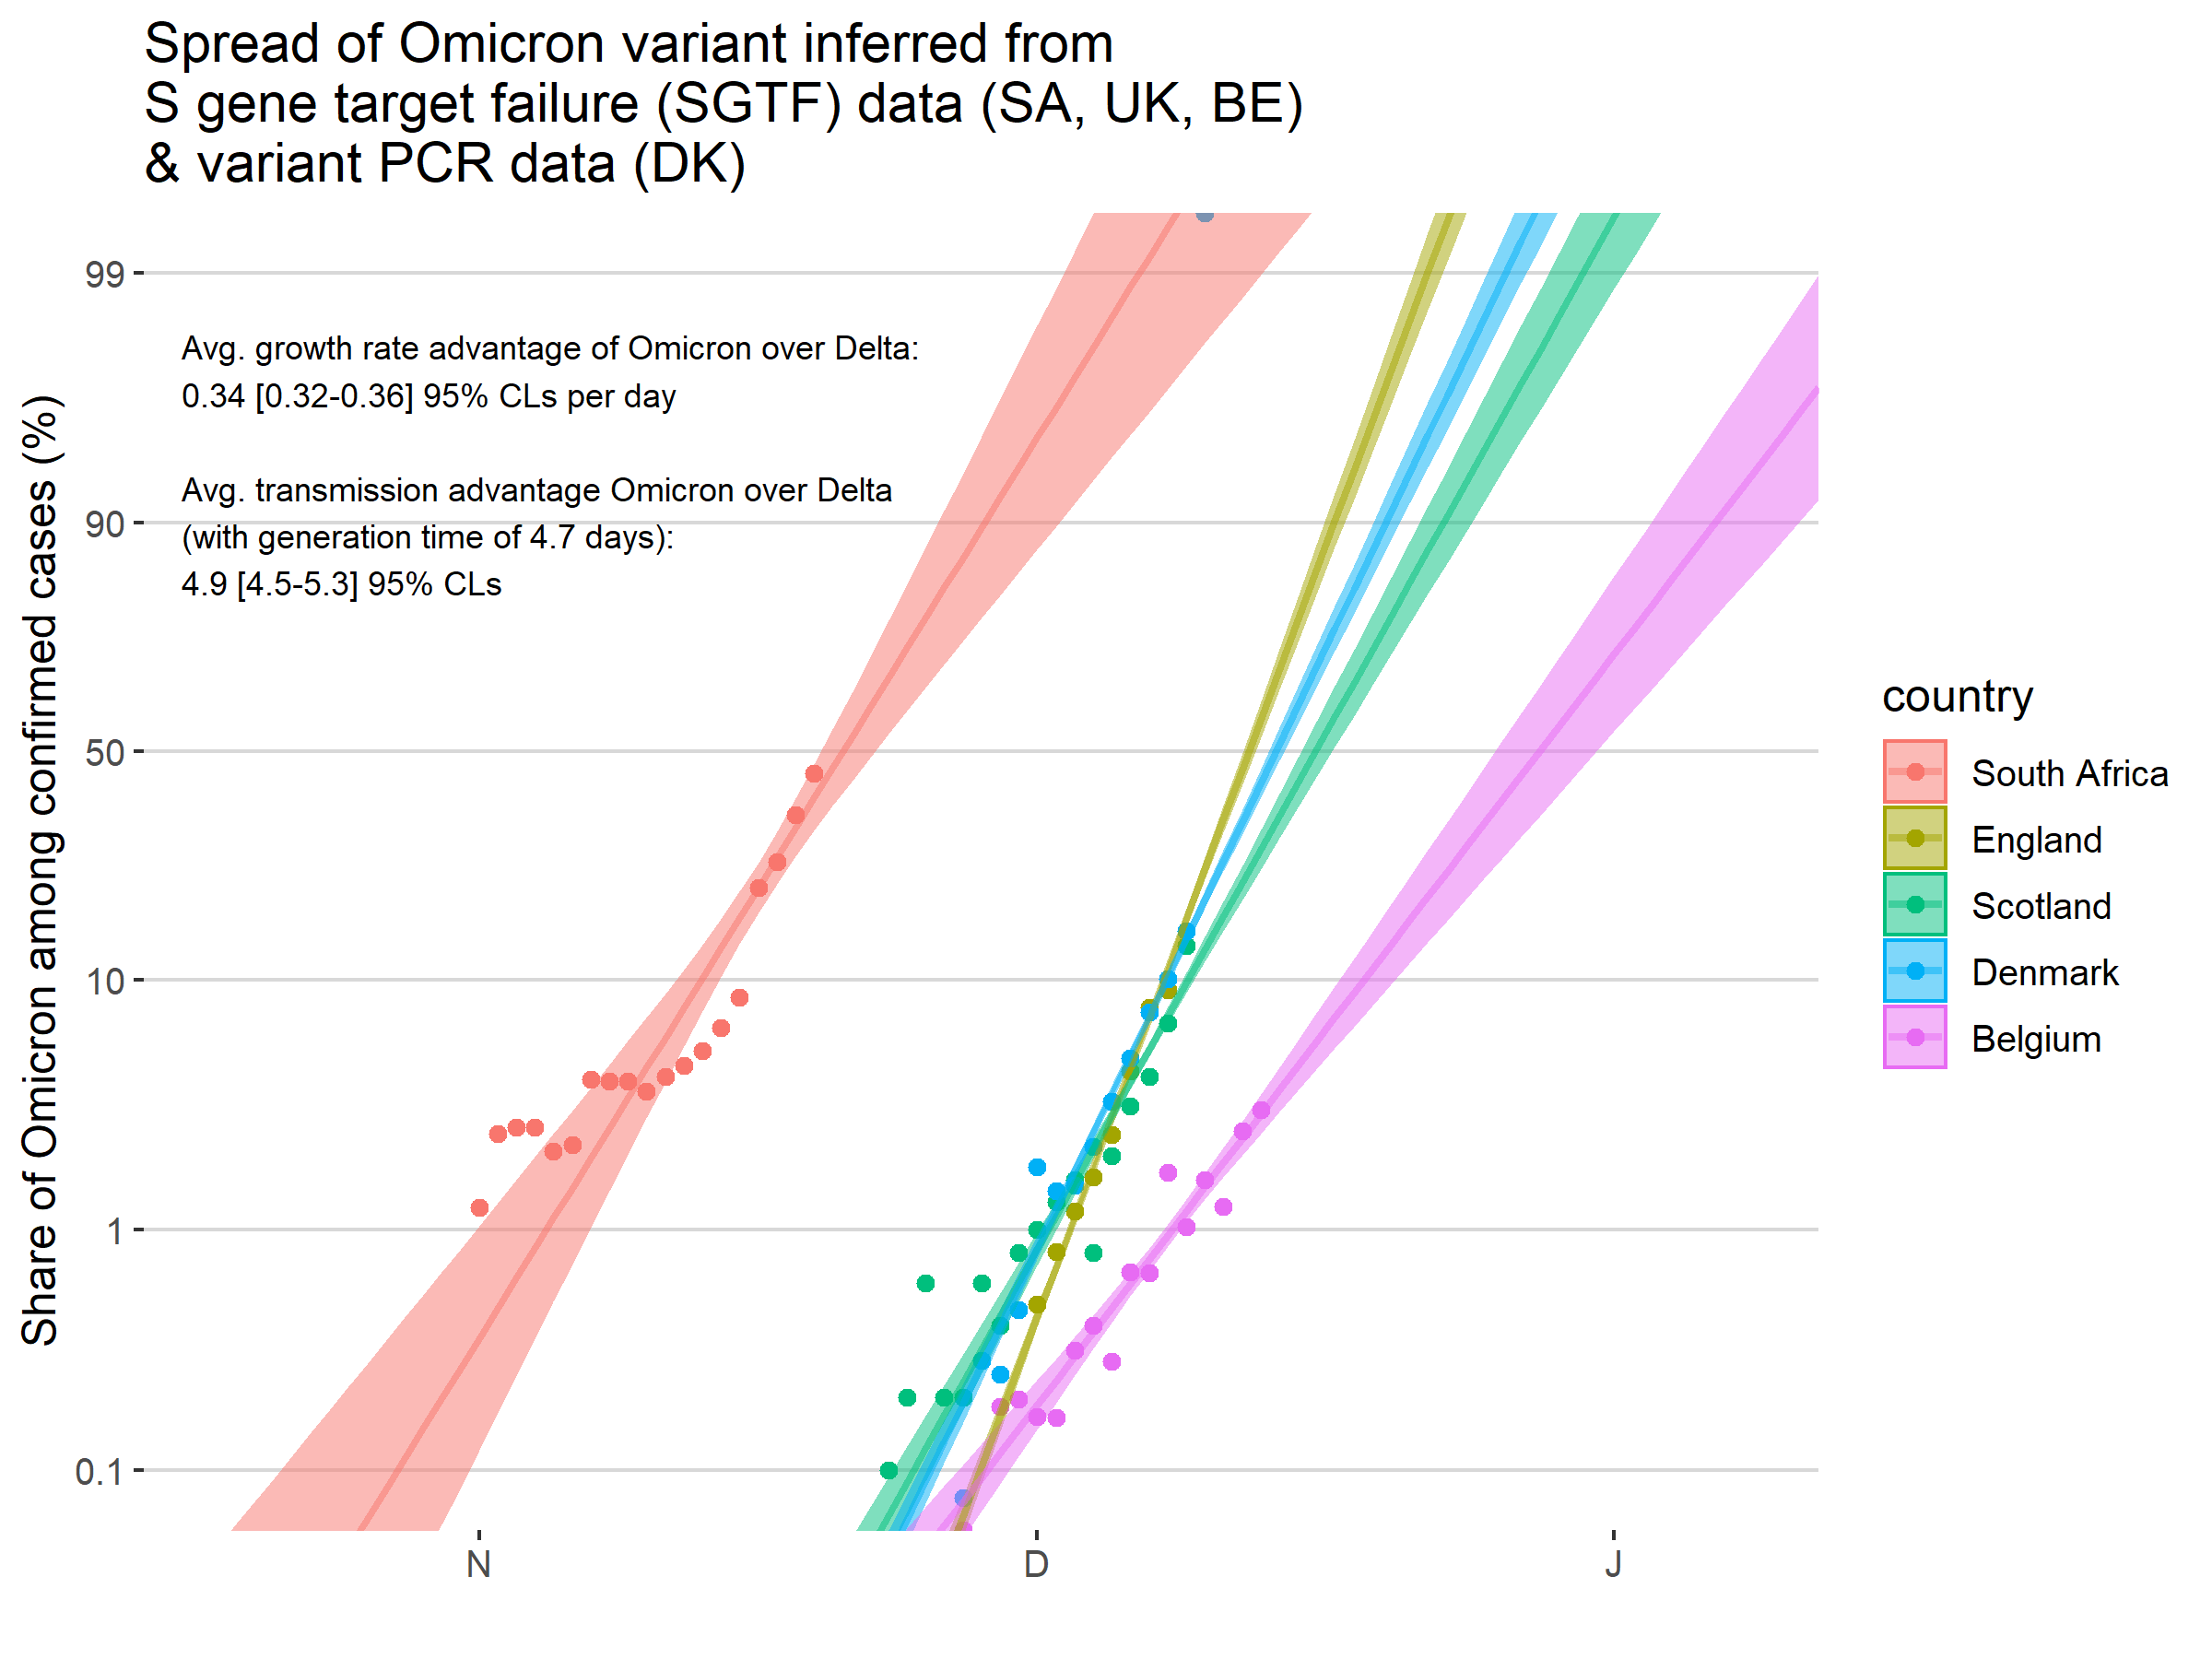 Spread of Omicron variant inferred from
S gene target failure (SGTF) data (SA, UK, BE)
& variant PCR data (DK)
Share of Omicron among confirmed cases (%)
99
90
50
10
1
0.1
Avg. growth rate advantage of Omicron over Delta:
0.34 [0.32-0.36] 95% CLs per day
Avg. transmission advantage Omicron over Delta
(with generation time of 4.7 days):
4.9 [4.5-5.3] 95% CLs
N
D
J
country
South Africa
England
Scotland
Denmark
Belgium